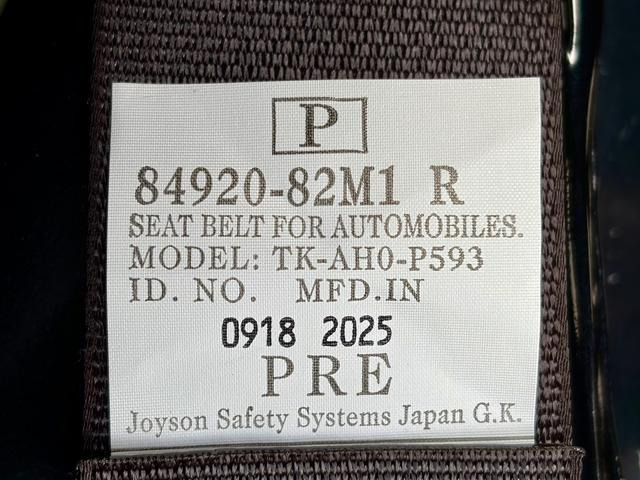 P
84920-82M1 R
SEAT BELT FOR AUTOMOBILES.
MODEL: TK-AH0-P593
ID. NO. MFD.IN
0918 2025
PRE
Joyson Safety Systems Japan G.K.